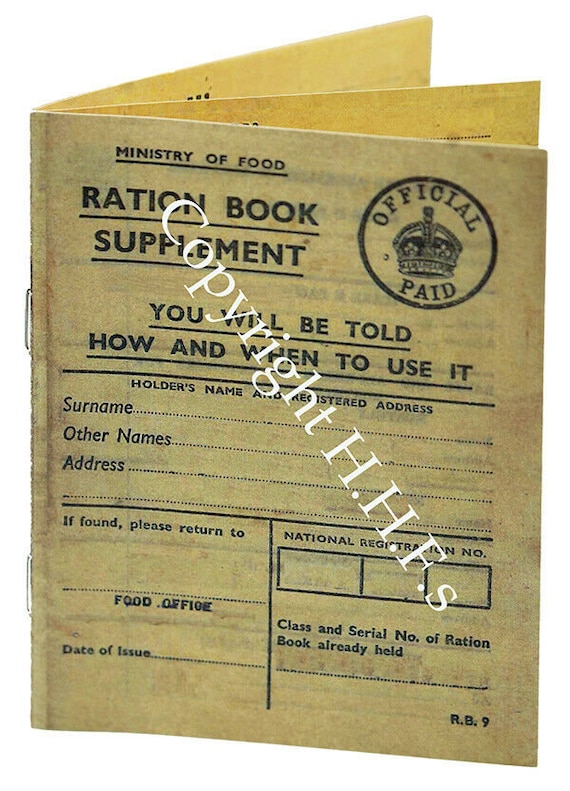 MINISTRY OF FOOD
RATION BOOK
SUPPLEMENT
OFFICIAL
PAID
YOU WILL BE TOLD
HOW AND WHEN TO USE IT
HOLDER'S NAME AND REGISTERED ADDRESS
Surname
Other Names
Address
If found, please return to
FOOD OFFICE
Date of Issue
NATIONAL REGISTRATION NO.
Class and Serial No. of Ration
Book already held
R.B. 9
Copyright H.H.F.s